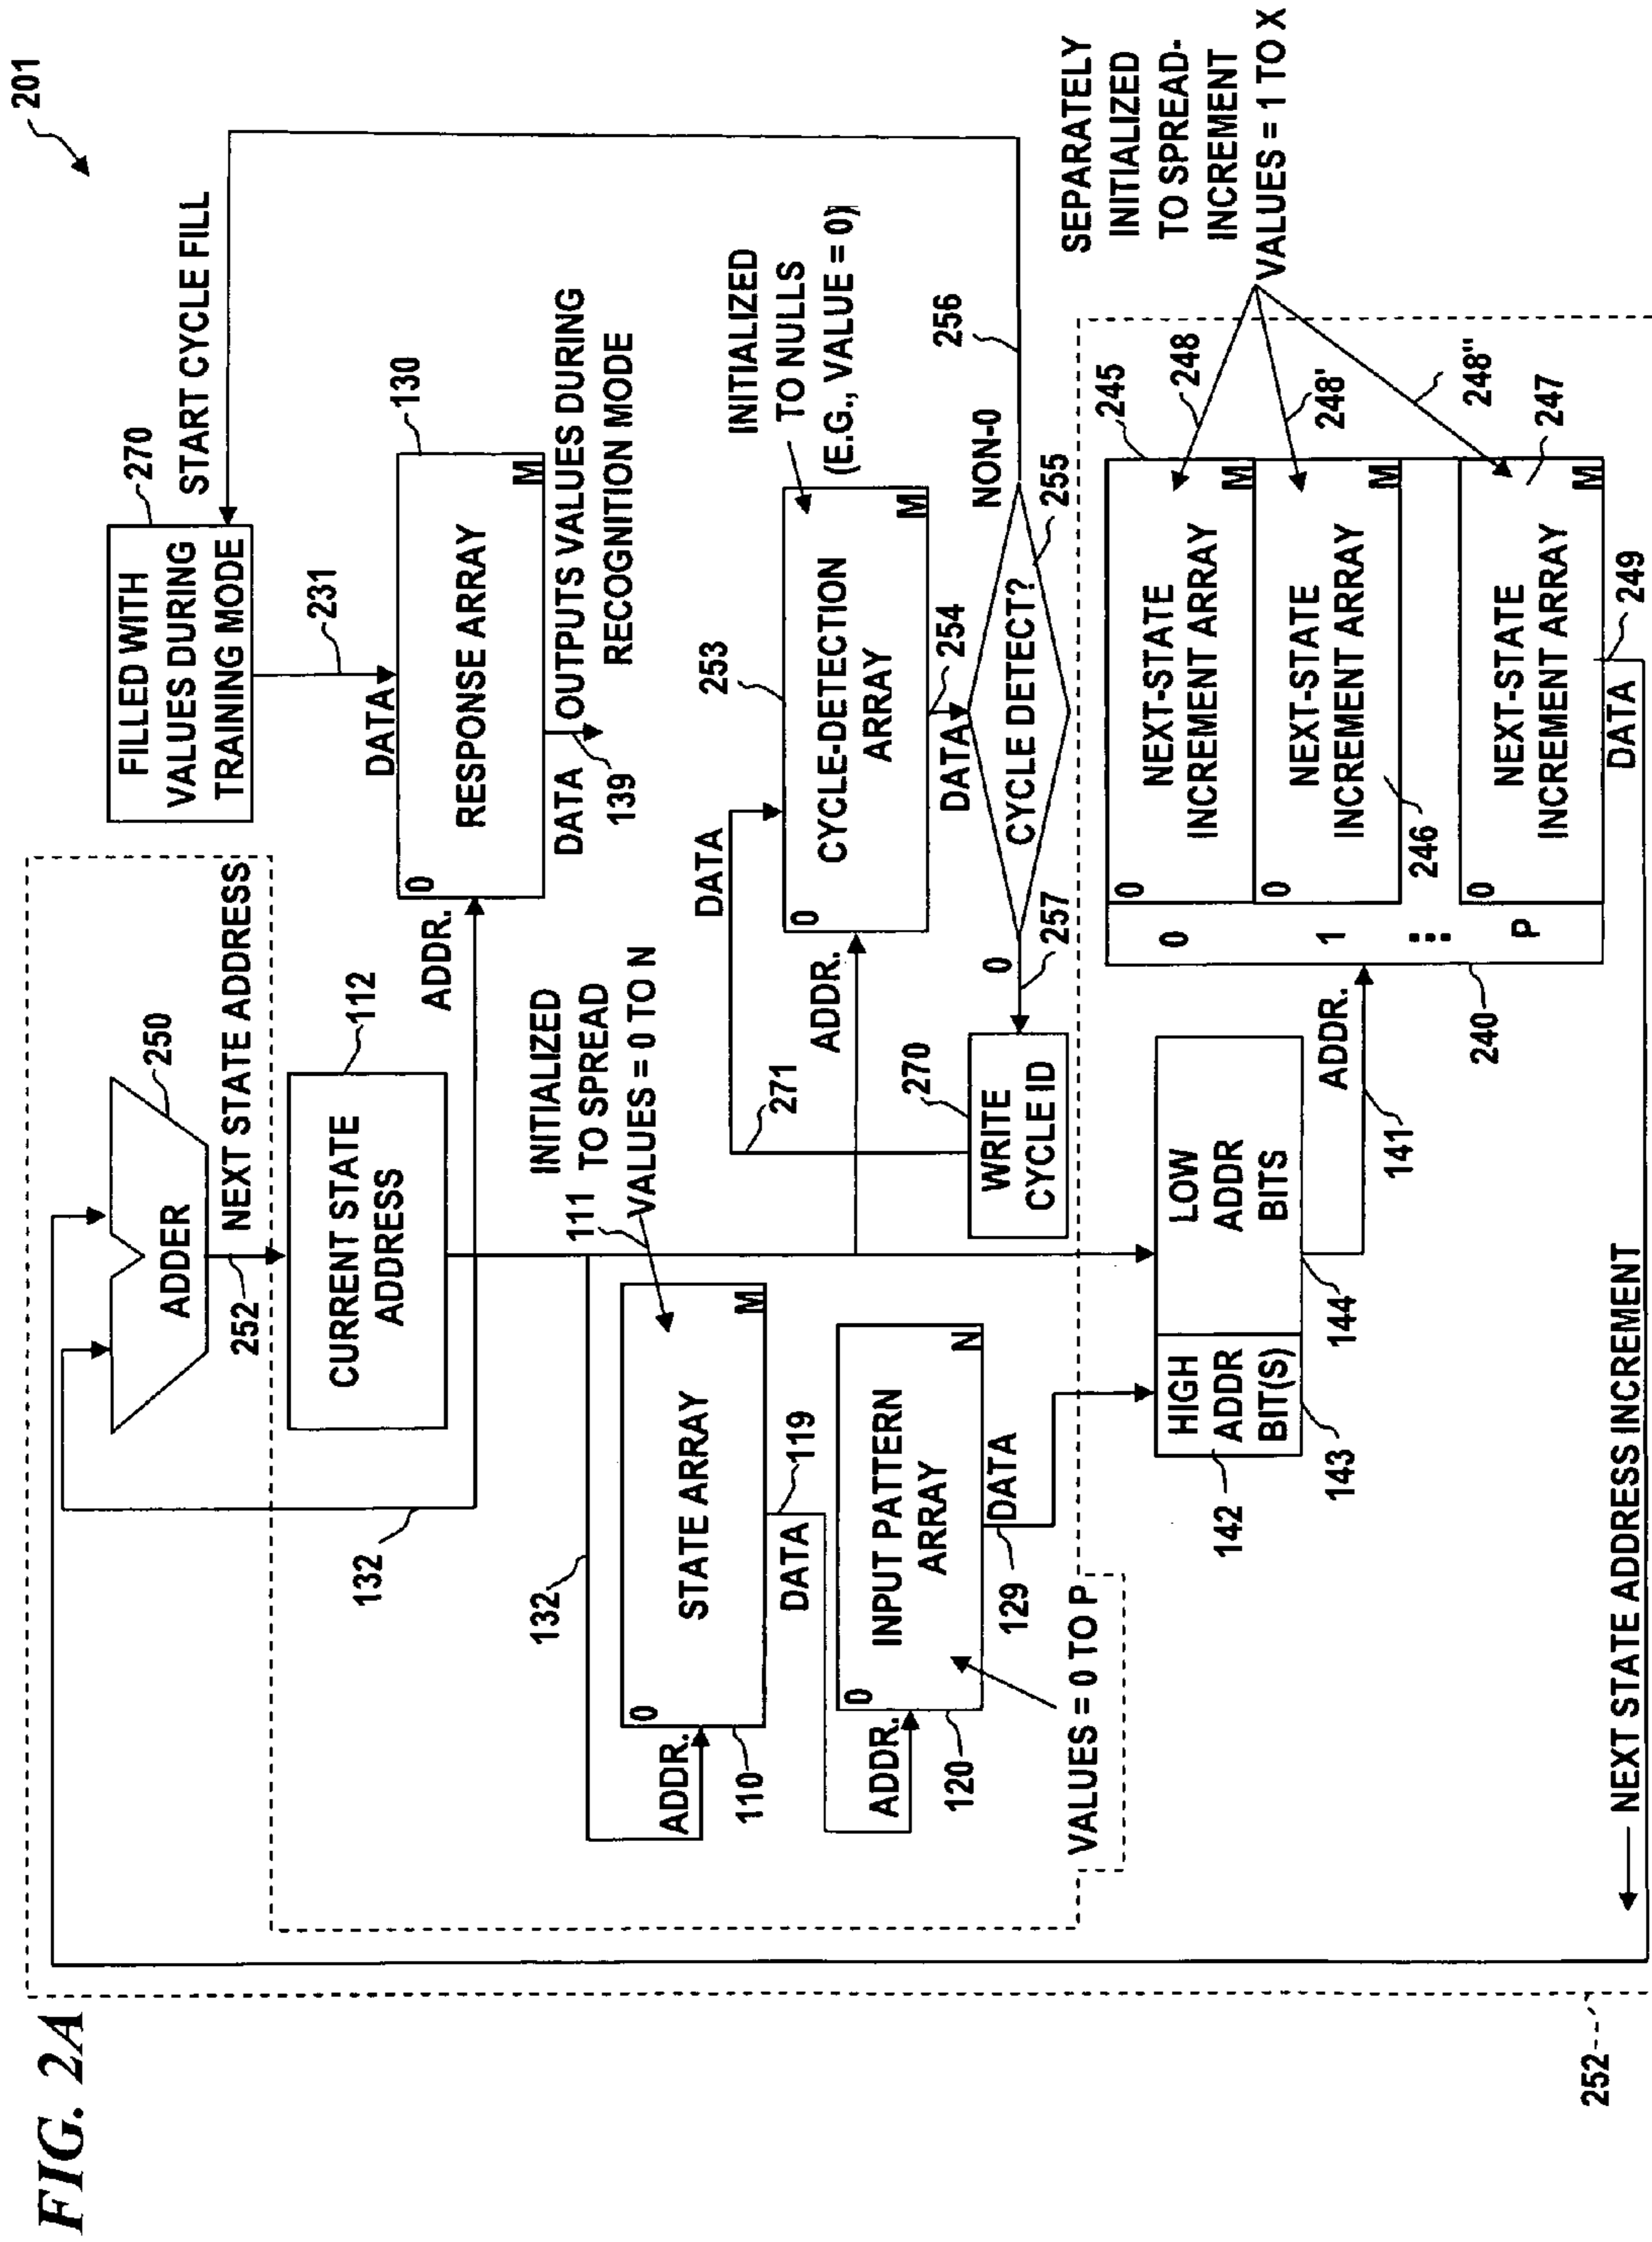 FIG. 2A
201
252
ADDER
250
252
NEXT STATE ADDRESS
132
CURRENT STATE
ADDRESS
112
FILLED WITH
VALUES DURING
TRAINING MODE
270
START CYCLE FILL
231
DATA
ADDR.
0
RESPONSE ARRAY
M
130
DATA
139
OUTPUTS VALUES DURING
RECOGNITION MODE
132
111
INITIALIZED
TO SPREAD
VALUES = 0 TO N
ADDR.
0
STATE ARRAY
M
110
DATA
119
ADDR.
0
INPUT PATTERN
ARRAY
N
120
129
DATA
VALUES = 0 TO P
DATA
271
ADDR.
253
0
CYCLE-DETECTION
ARRAY
M
INITIALIZED
TO NULLS
(E.G., VALUE = 0)
DATA
254
CYCLE DETECT?
255
NON-0
256
0
257
270
WRITE
CYCLE ID
142
HIGH
ADDR
BIT(S)
143
LOW
ADDR
BITS
144
141
ADDR.
240
0
1
⋮
P
0
NEXT-STATE
INCREMENT ARRAY
M
245
0
NEXT-STATE
INCREMENT ARRAY
M
246
0
NEXT-STATE
INCREMENT ARRAY
M
247
248
248'
248"
SEPARATELY
INITIALIZED
TO SPREAD-
INCREMENT
VALUES = 1 TO X
DATA
249
NEXT STATE ADDRESS INCREMENT